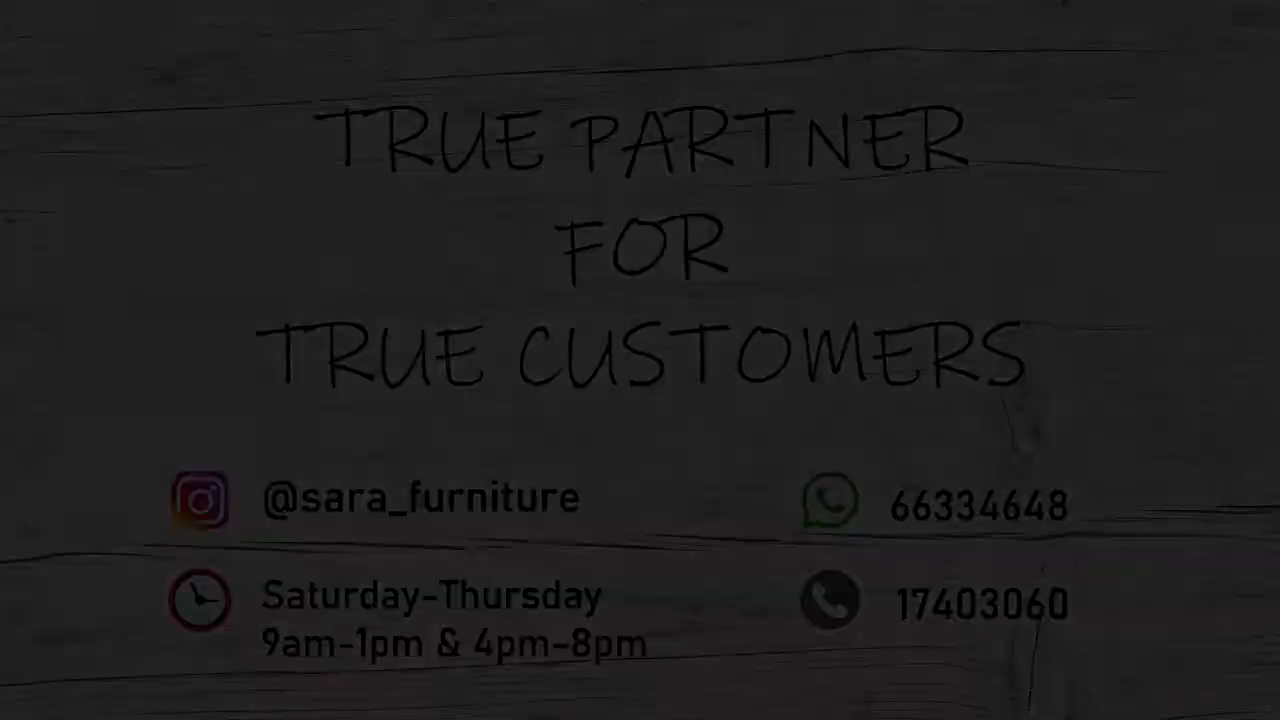 TRUE PARTNER
FOR
TRUE CUSTOMERS
@sara_furniture
66334648
Saturday-Thursday
9am-1pm & 4pm-8pm
17403060